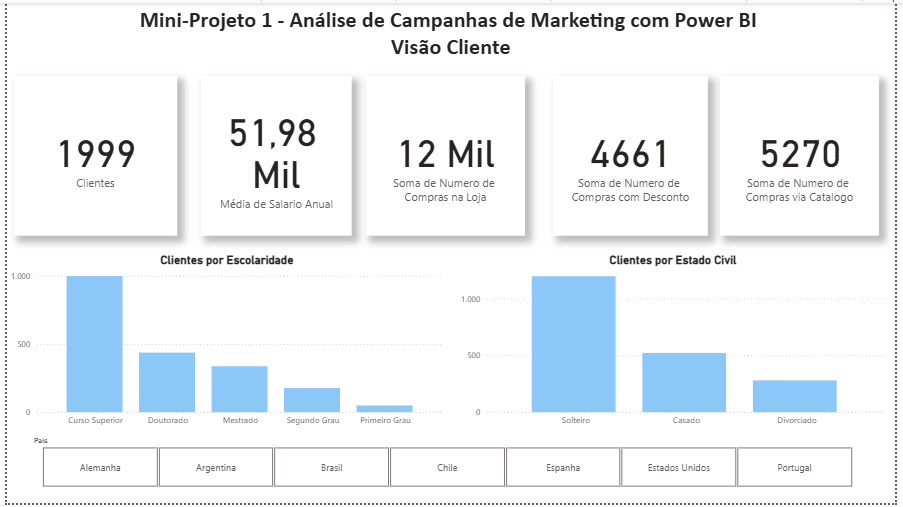 Mini-Projeto 1 - Análise de Campanhas de Marketing com Power BI
Visão Cliente
1999
Clientes
51,98
Mil
Média de Salario Anual
12 Mil
Soma de Numero de
Compras na Loja
4661
Soma de Numero de
Compras com Desconto
5270
Soma de Numero de
Compras via Catalogo
Clientes por Escolaridade
1.000
500
0
Curso Superior
Doutorado
Mestrado
Segundo Grau
Primeiro Grau
Clientes por Estado Civil
1.000
500
0
Solteiro
Casado
Divorciado
Pais
Alemanha
Argentina
Brasil
Chile
Espanha
Estados Unidos
Portugal